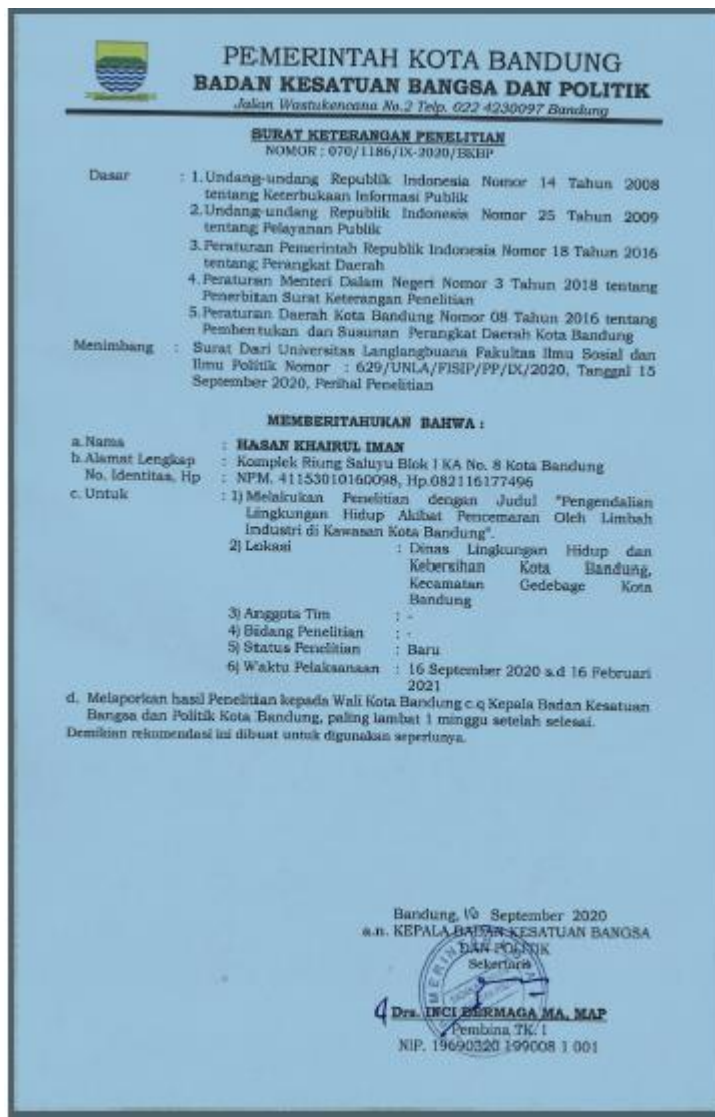 PEMERINTAH KOTA BANDUNG
BADAN KESATUAN BANGSA DAN POLITIK
Jalan Wastukencana No.2 Telp. 022 4230097 Bandung
SURAT KETERANGAN PENELITIAN
NOMOR : 070/1186/IX-2020/BKBP
Dasar : 1. Undang-undang Republik Indonesia Nomor 14 Tahun 2008
tentang Keterbukaan Informasi Publik
2. Undang-undang Republik Indonesia Nomor 25 Tahun 2009
tentang Pelayanan Publik
3. Peraturan Pemerintah Republik Indonesia Nomor 18 Tahun 2016
tentang Perangkat Daerah
4. Peraturan Menteri Dalam Negeri Nomor 3 Tahun 2018 tentang
Penerbitan Surat Keterangan Penelitian
5. Peraturan Daerah Kota Bandung Nomor 08 Tahun 2016 tentang
Pembentukan dan Susunan Perangkat Daerah Kota Bandung
Menimbang : Surat Dari Universitas Langlangbuana Fakultas Ilmu Sosial dan
Ilmu Politik Nomor : 629/UNLA/FISIP/PP/IX/2020, Tanggal 15
September 2020, Perihal Penelitian
MEMBERITAHUKAN BAHWA :
a. Nama : HASAN KHAIRUL IMAN
b. Alamat Lengkap : Komplek Riung Saluyu Blok I KA No. 8 Kota Bandung
No. Identitas, Hp : NPM. 41153010160098, Hp.082116177496
c. Untuk : 1) Melakukan Penelitian dengan Judul "Pengendalian
Lingkungan Hidup Akibat Pencemaran Oleh Limbah
Industri di Kawasan Kota Bandung".
2) Lokasi : Dinas Lingkungan Hidup dan
Kebersihan Kota Bandung,
Kecamatan Gedebage Kota
Bandung
3) Anggota Tim : -
4) Bidang Penelitian : -
5) Status Penelitian : Baru
6) Waktu Pelaksanaan : 16 September 2020 s.d 16 Februari
2021
d. Melaporkan hasil Penelitian kepada Wali Kota Bandung c.q Kepala Badan Kesatuan
Bangsa dan Politik Kota Bandung, paling lambat 1 minggu setelah selesai.
Demikian rekomendasi ini dibuat untuk digunakan seperlunya.
Bandung, September 2020
a.n. KEPALA BADAN KESATUAN BANGSA
DAN POLITIK
Sekertaris
Drs. INCI BERMAGA MA, MAP
Pembina TK. I
NIP. 19690320 199008 1 001